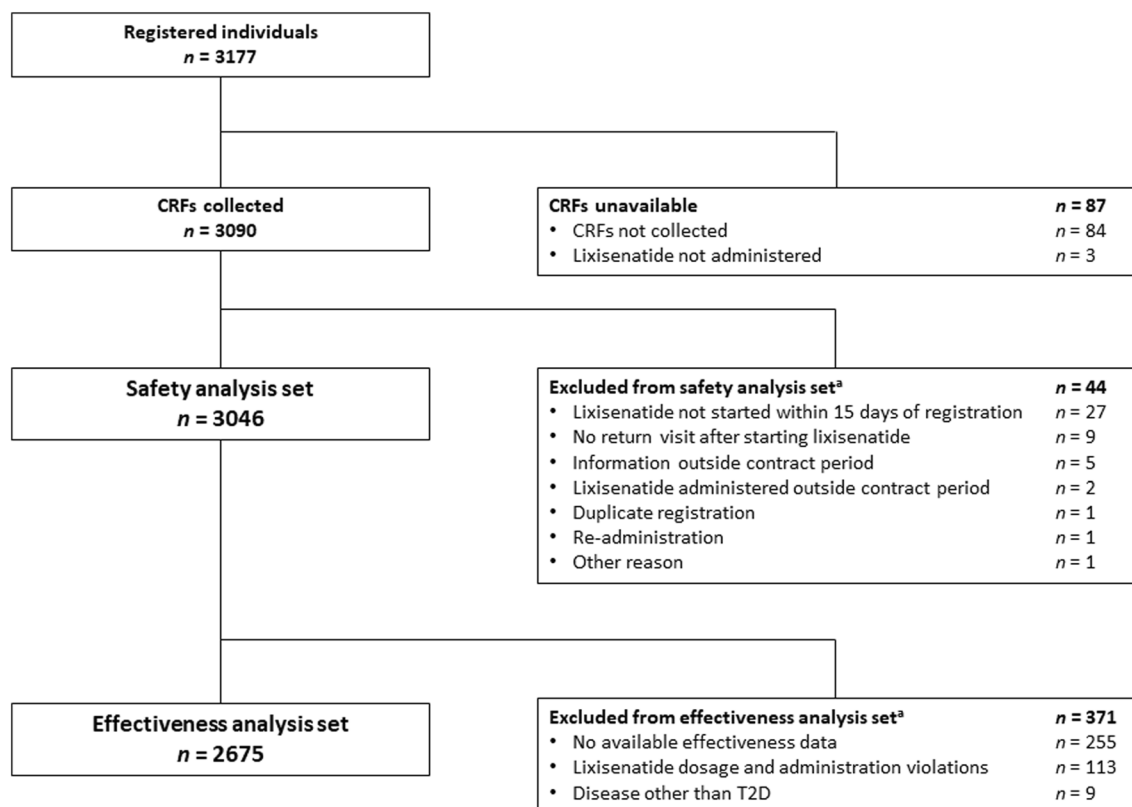 Registered individuals
n = 3177
CRFs collected
n = 3090
CRFs unavailable n = 87
• CRFs not collected n = 84
• Lixisenatide not administered n = 3
Safety analysis set
n = 3046
Excluded from safety analysis setᵃ n = 44
• Lixisenatide not started within 15 days of registration n = 27
• No return visit after starting lixisenatide n = 9
• Information outside contract period n = 5
• Lixisenatide administered outside contract period n = 2
• Duplicate registration n = 1
• Re-administration n = 1
• Other reason n = 1
Effectiveness analysis set
n = 2675
Excluded from effectiveness analysis setᵃ n = 371
• No available effectiveness data n = 255
• Lixisenatide dosage and administration violations n = 113
• Disease other than T2D n = 9